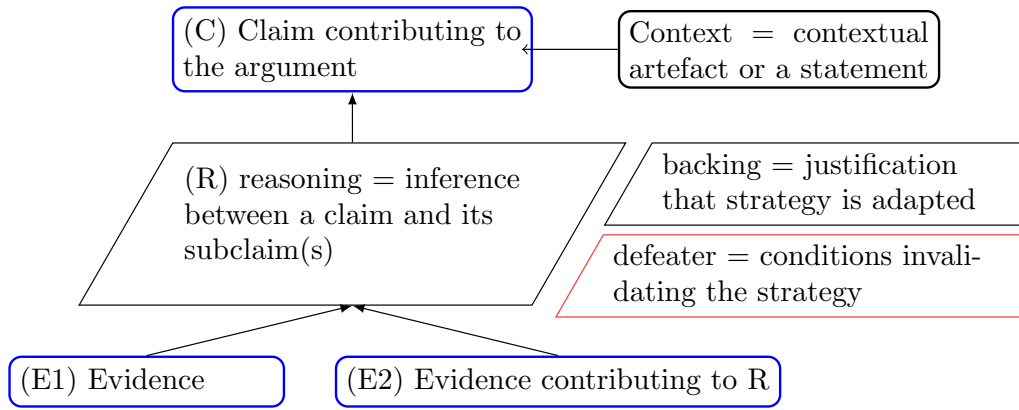 (C) Claim contributing to
the argument
Context = contextual
artefact or a statement
(R) reasoning = inference
between a claim and its
subclaim(s)
backing = justification
that strategy is adapted
defeater = conditions invali-
dating the strategy
(E1) Evidence
(E2) Evidence contributing to R